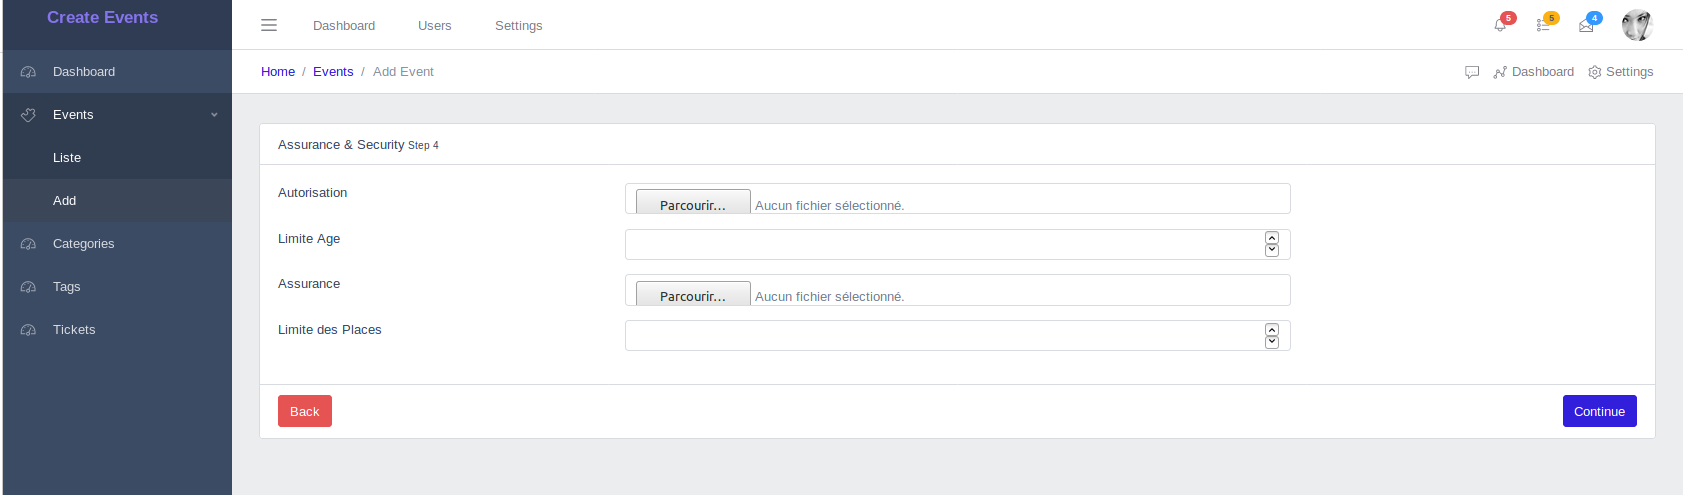 Create Events
Dashboard Users Settings
5 5 4
Dashboard
Home / Events / Add Event
Dashboard Settings
Events
Liste
Add
Categories
Tags
Tickets
Assurance & Security Step 4
Autorisation
Parcourir... Aucun fichier sélectionné.
Limite Age
Assurance
Parcourir... Aucun fichier sélectionné.
Limite des Places
Back
Continue